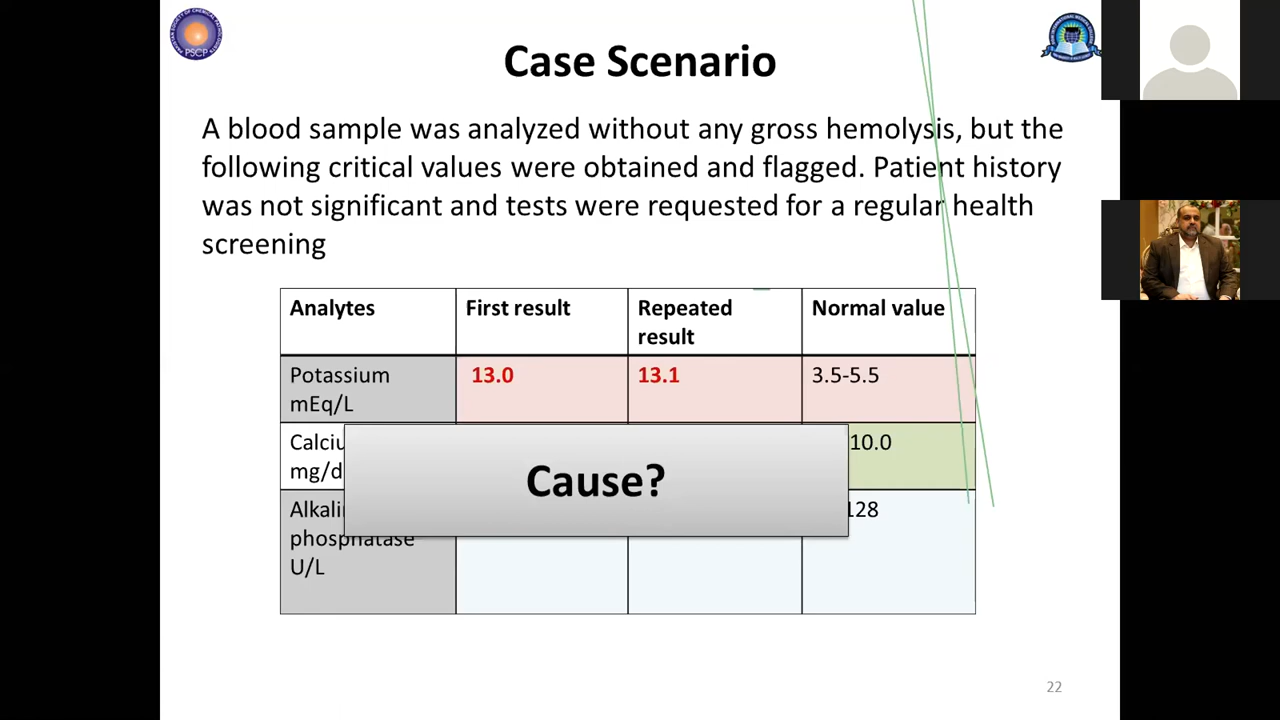 PSCP
Case Scenario
A blood sample was analyzed without any gross hemolysis, but the
following critical values were obtained and flagged. Patient history
was not significant and tests were requested for a regular health
screening
Analytes First result Repeated result Normal value
Potassium mEq/L 13.0 13.1 3.5-5.5
Calciu mg/d 10.0
Alkali phosphatase U/L 128
Cause?
22